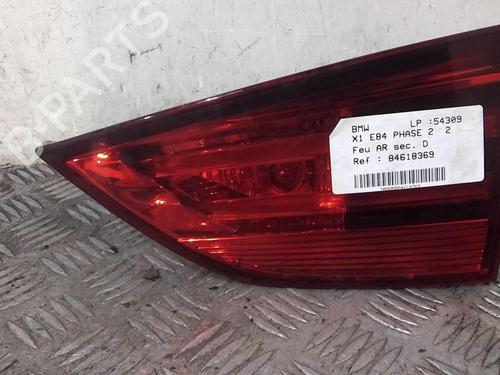 B-PARTS
BMW LP :54309
X1 E84 PHASE 2 2
Feu AR sec. D
Ref : 84618369